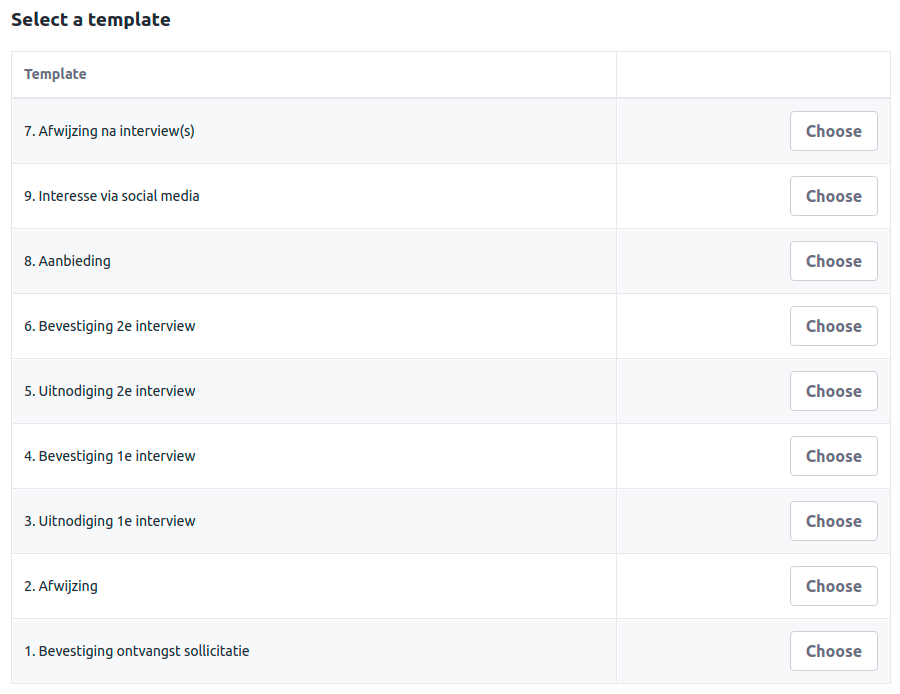 Select a template
Template
7. Afwijzing na interview(s) Choose
9. Interesse via social media Choose
8. Aanbieding Choose
6. Bevestiging 2e interview Choose
5. Uitnodiging 2e interview Choose
4. Bevestiging 1e interview Choose
3. Uitnodiging 1e interview Choose
2. Afwijzing Choose
1. Bevestiging ontvangst sollicitatie Choose